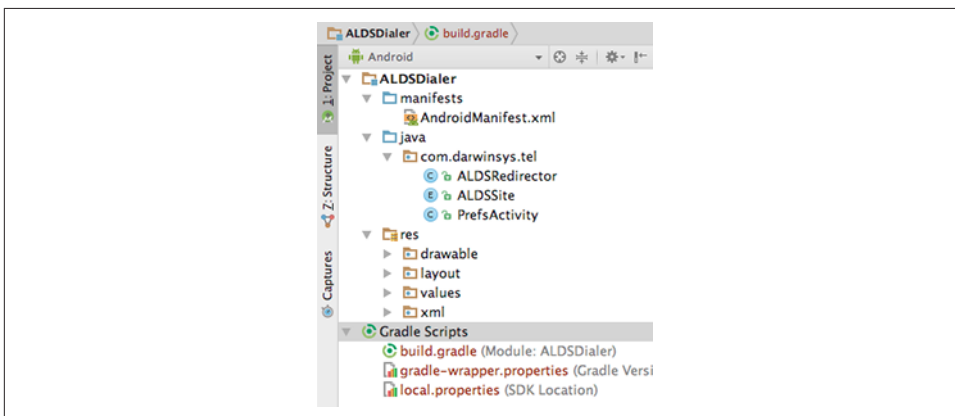 ALDSDialer build.gradle
Android
1: Project
ALDSDialer
manifests
AndroidManifest.xml
java
com.darwinsys.tel
C ALDSRedirector
E ALDSSite
C PrefsActivity
Z: Structure
res
drawable
layout
values
xml
Captures
Gradle Scripts
build.gradle (Module: ALDSDialer)
gradle-wrapper.properties (Gradle Versi
local.properties (SDK Location)